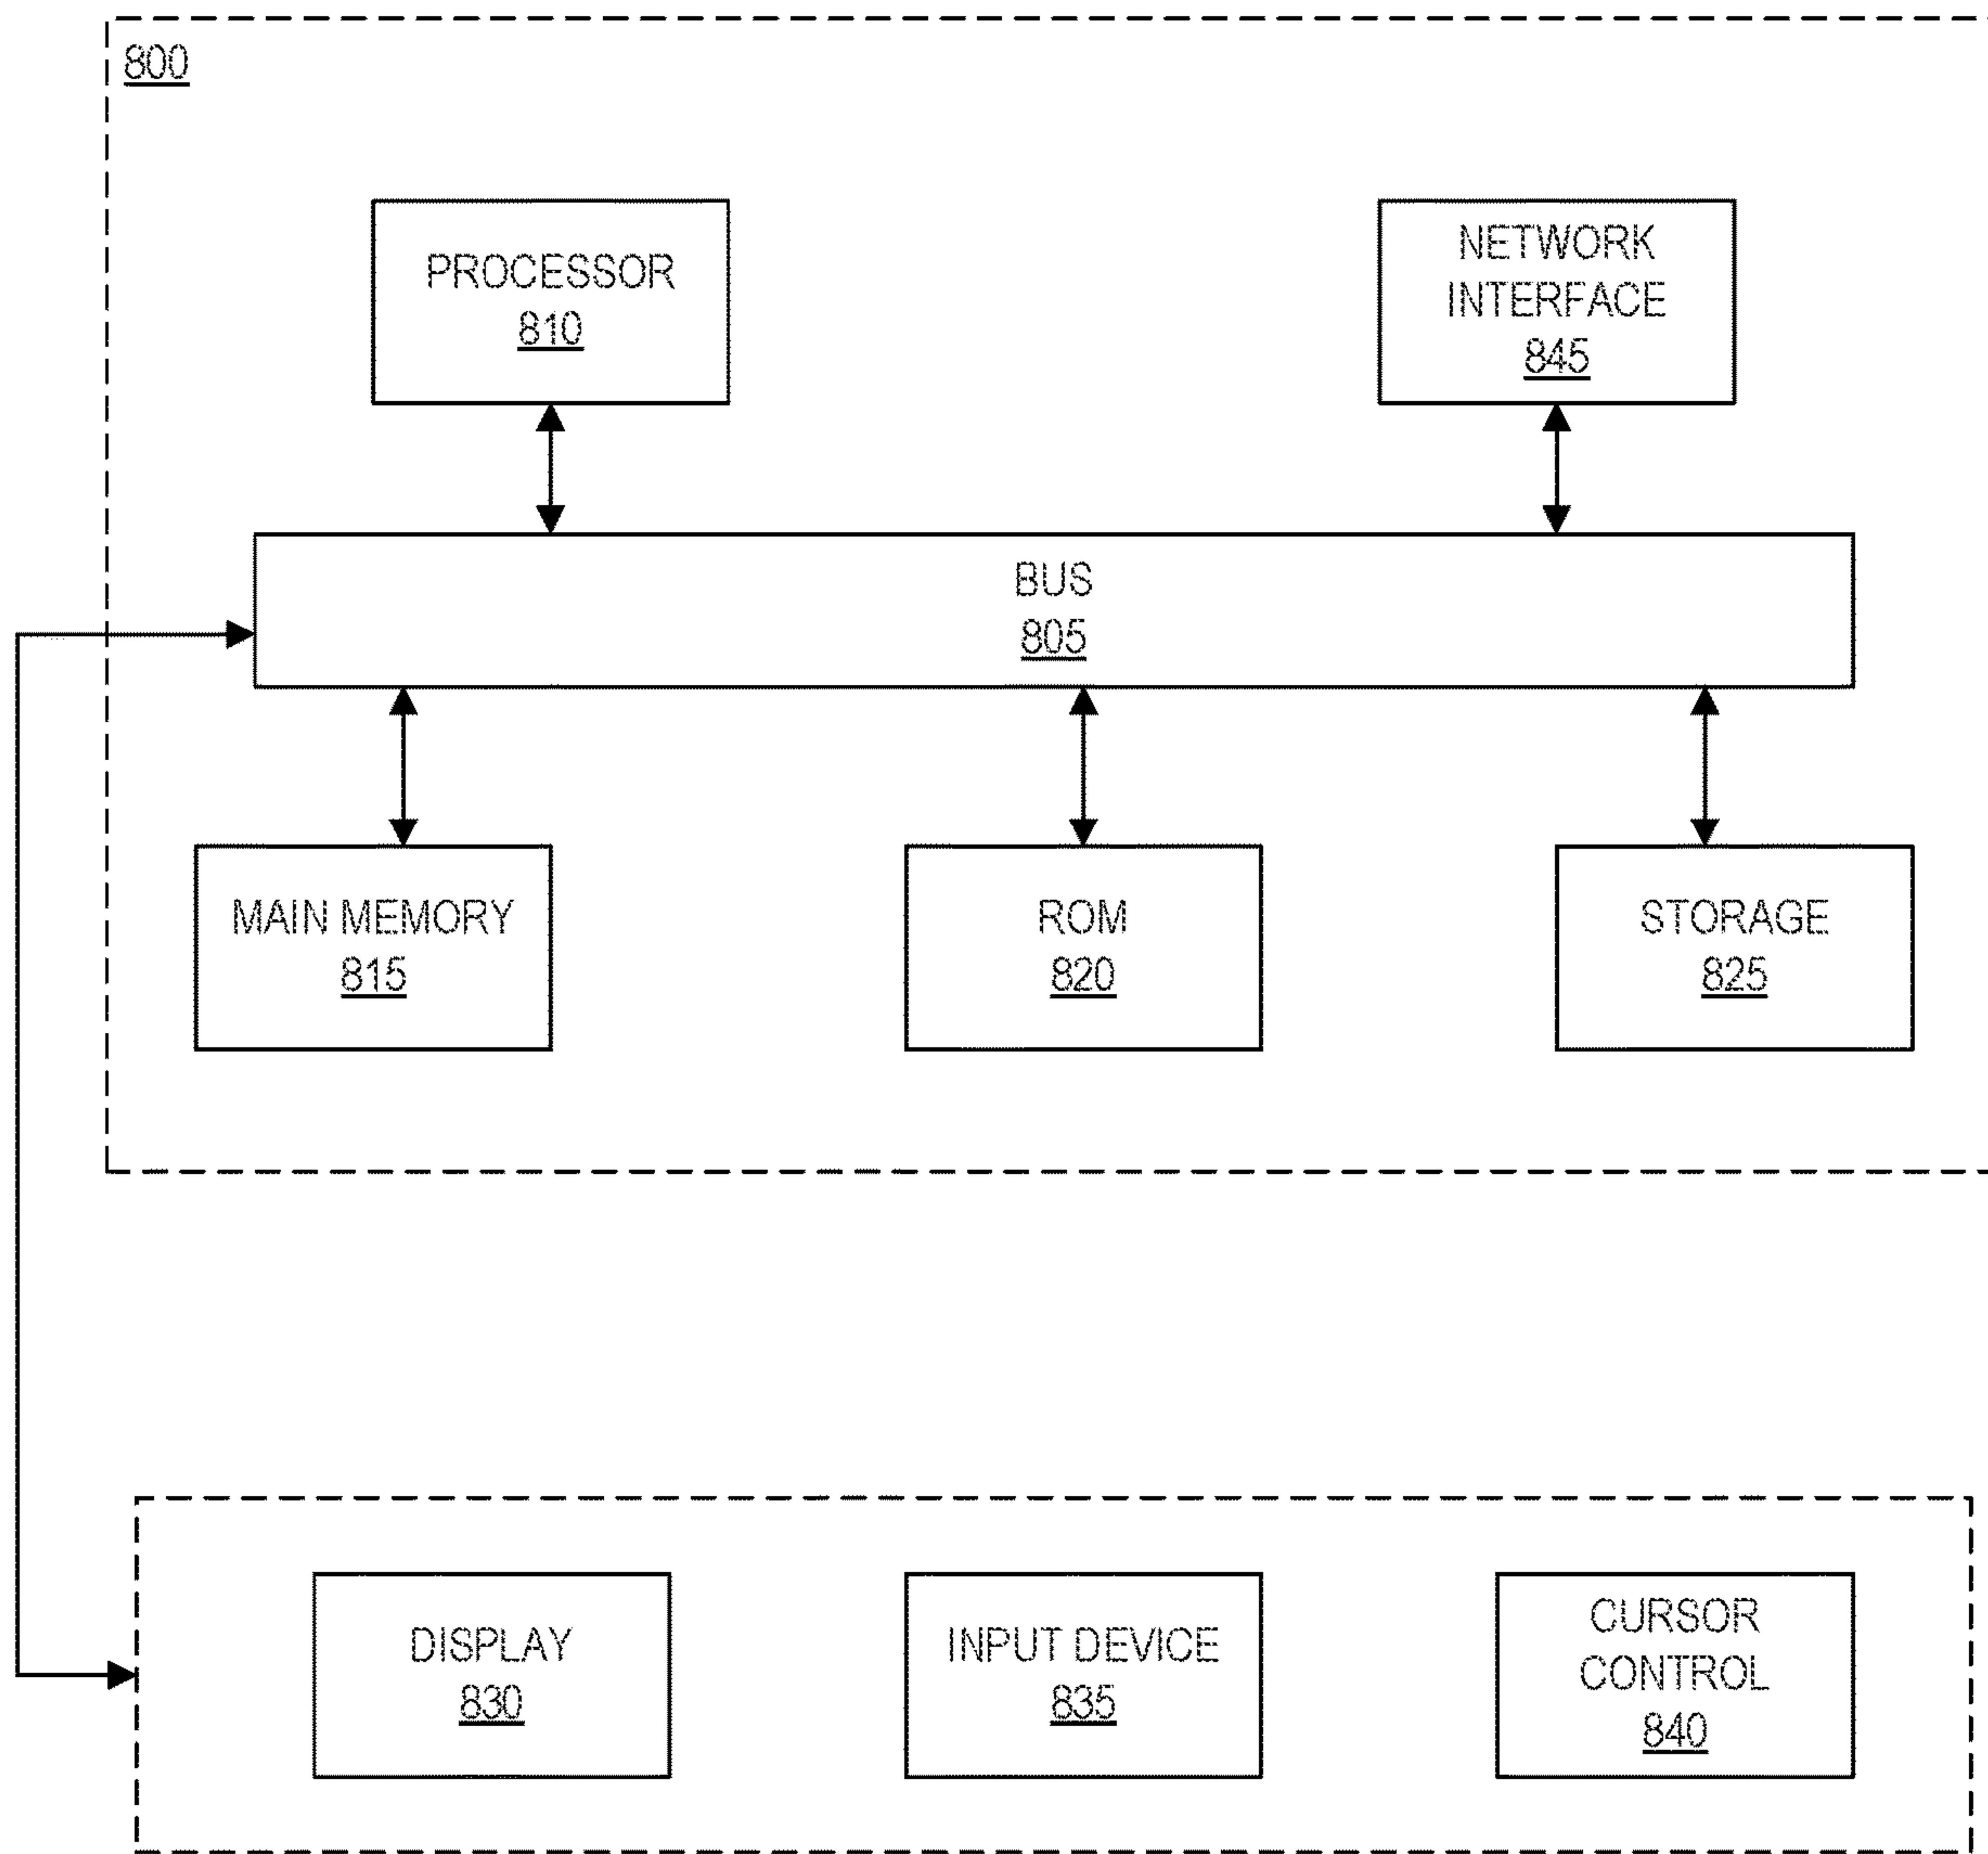 800
PROCESSOR
810
NETWORK
INTERFACE
845
BUS
805
MAIN MEMORY
815
ROM
820
STORAGE
825
DISPLAY
830
INPUT DEVICE
835
CURSOR
CONTROL
840